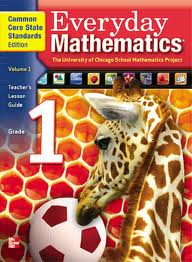 Common
Core State
Standards
Edition
Everyday
Mathematics
The University of Chicago School Mathematics Project
Volume 1
Teacher's
Lesson
Guide
Grade
1